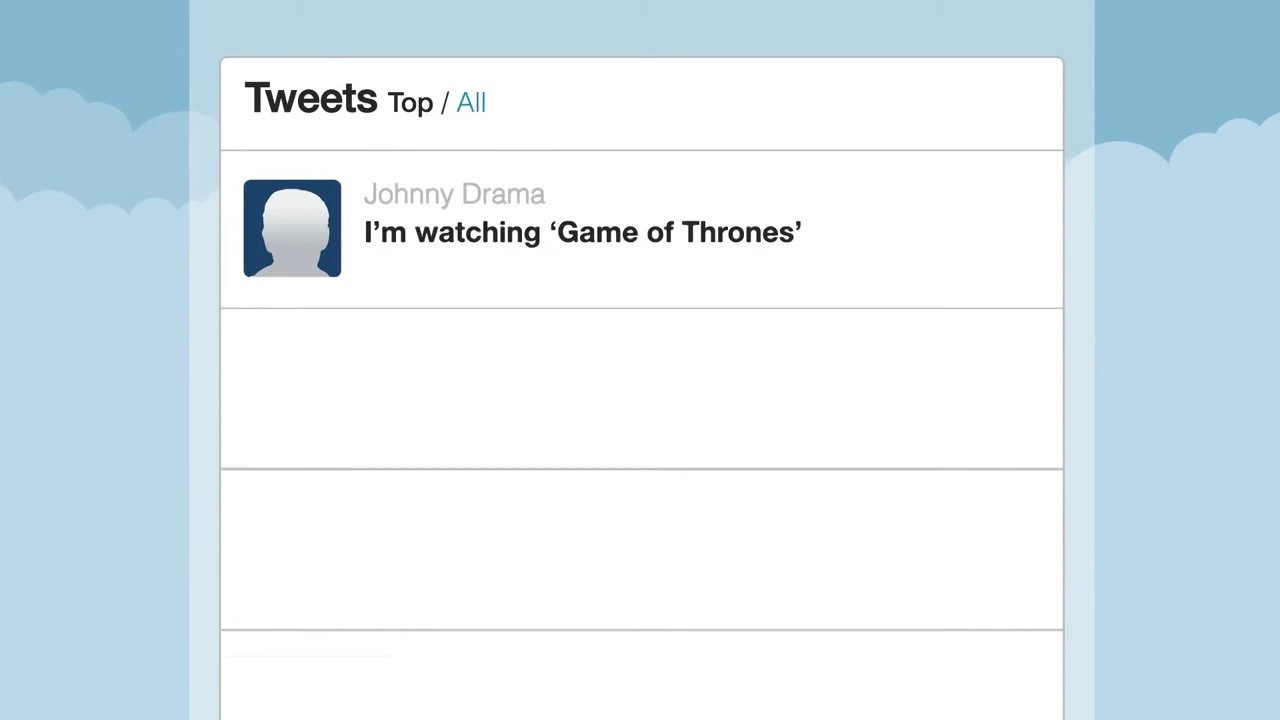 Tweets Top / All
Johnny Drama
I’m watching ‘Game of Thrones’